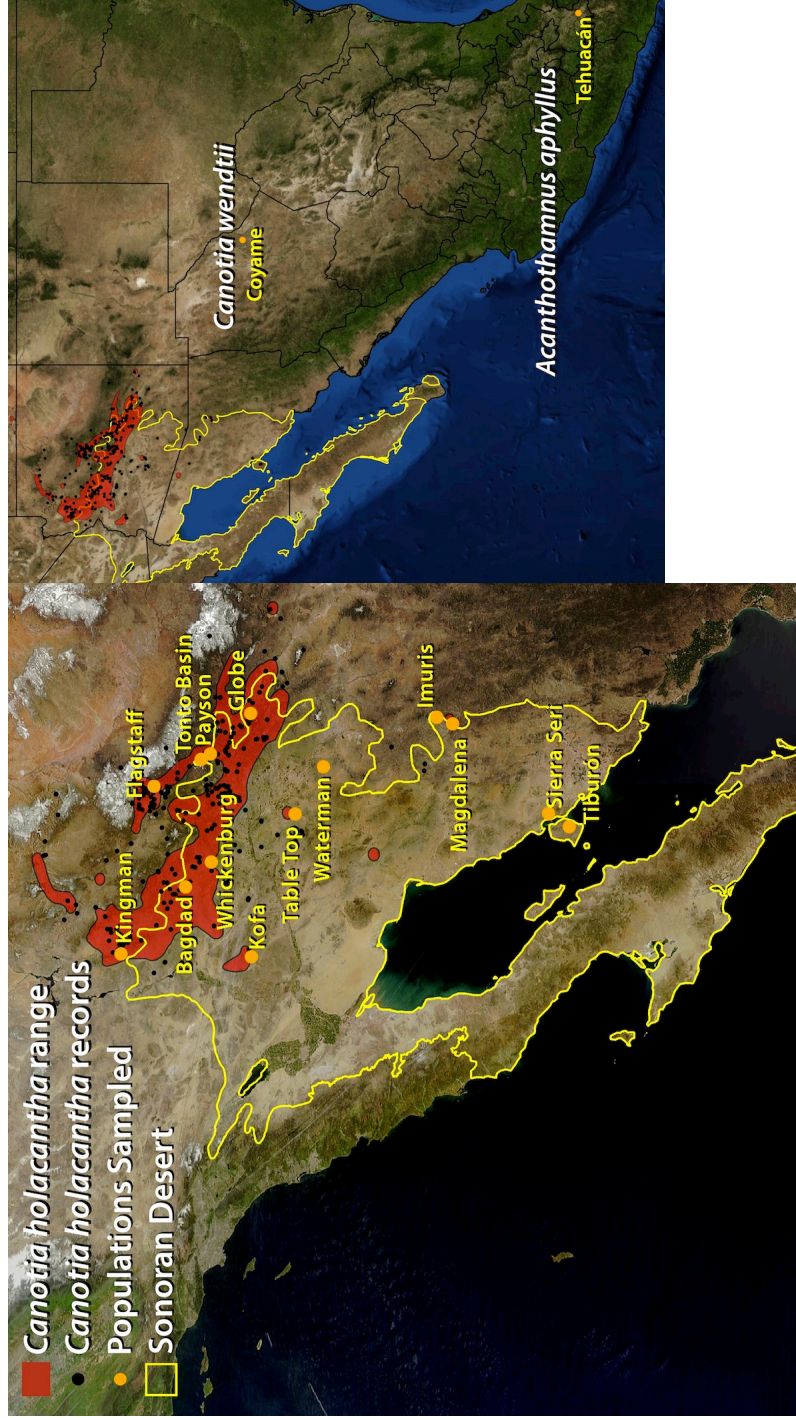 Canotia holacantha range
Canotia holacantha records
Populations Sampled
Sonoran Desert
Kingman
Flagstaff
Tonto Basin
Payson
Globe
Bagdad
Whickenburg
Kofa
Table Top
Waterman
Imuris
Magdalena
Sierra Seri
Tiburón
Canotia wendtii
Coyame
Acanthothamnus aphyllus
Tehuacán